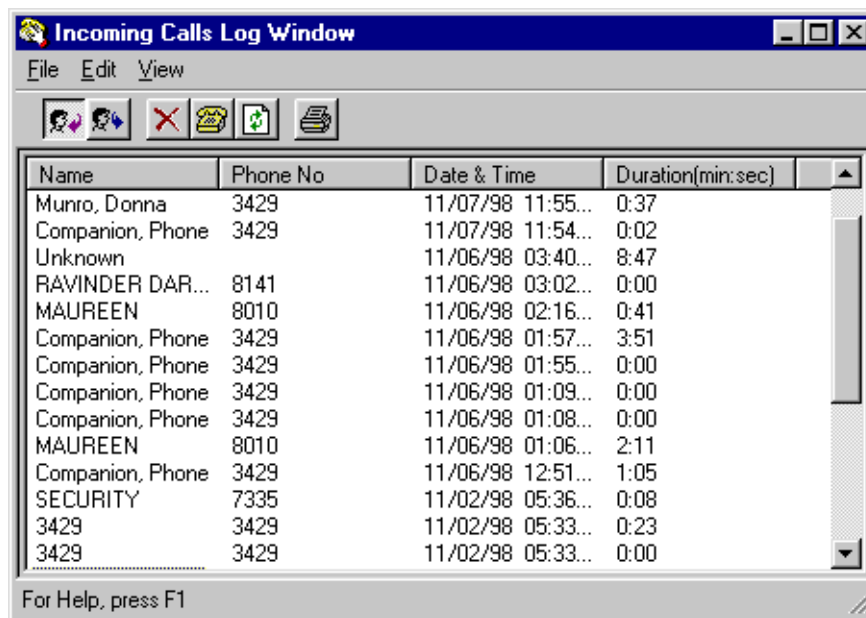 Incoming Calls Log Window
File Edit View
Name Phone No Date & Time Duration(min:sec)
Munro, Donna 3429 11/07/98 11:55... 0:37
Companion, Phone 3429 11/07/98 11:54... 0:02
Unknown 11/06/98 03:40... 8:47
RAVINDER DAR... 8141 11/06/98 03:02... 0:00
MAUREEN 8010 11/06/98 02:16... 0:41
Companion, Phone 3429 11/06/98 01:57... 3:51
Companion, Phone 3429 11/06/98 01:55... 0:00
Companion, Phone 3429 11/06/98 01:09... 0:00
Companion, Phone 3429 11/06/98 01:08... 0:00
MAUREEN 8010 11/06/98 01:06... 2:11
Companion, Phone 3429 11/06/98 12:51... 1:05
SECURITY 7335 11/02/98 05:36... 0:08
3429 3429 11/02/98 05:33... 0:23
3429 3429 11/02/98 05:33... 0:00
For Help, press F1